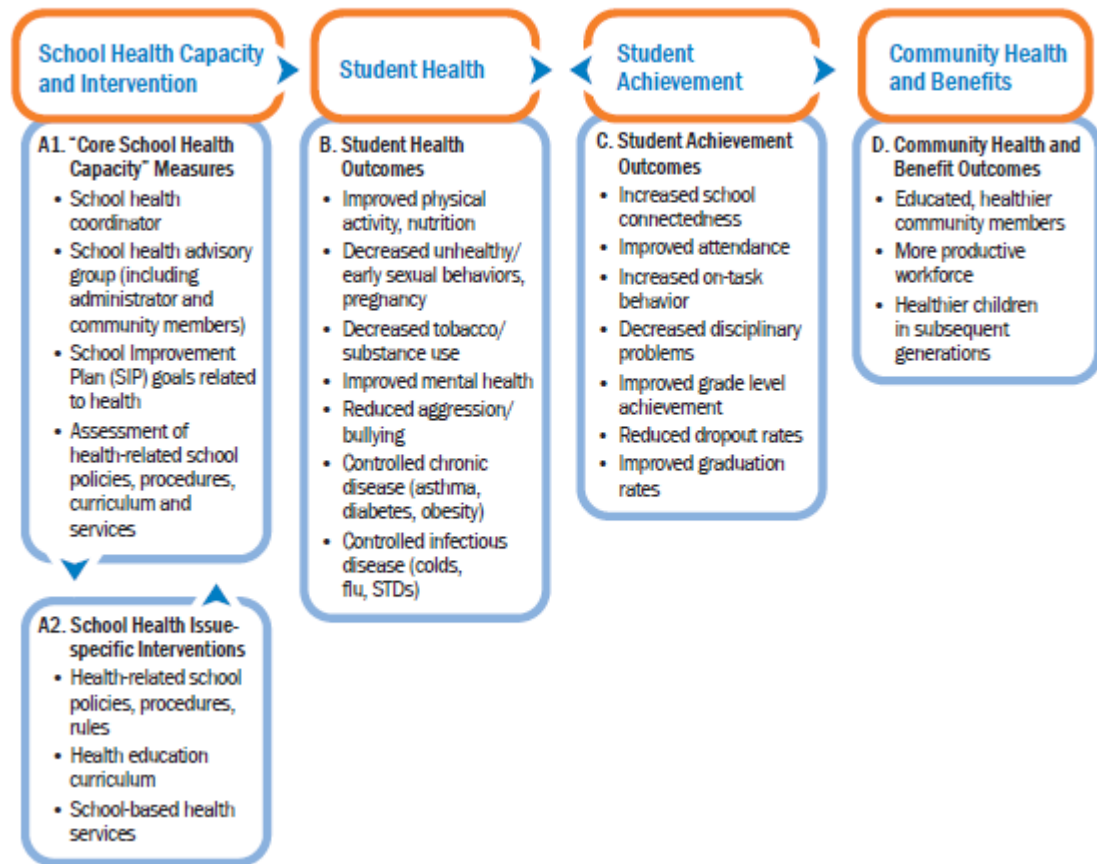 School Health Capacity
and Intervention
Student Health
Student
Achievement
Community Health
and Benefits
A1. "Core School Health
Capacity" Measures
• School health
coordinator
• School health advisory
group (including
administrator and
community members)
• School Improvement
Plan (SIP) goals related
to health
• Assessment of
health-related school
policies, procedures,
curriculum and
services
A2. School Health Issue-
specific Interventions
• Health-related school
policies, procedures,
rules
• Health education
curriculum
• School-based health
services
B. Student Health
Outcomes
• Improved physical
activity, nutrition
• Decreased unhealthy/
early sexual behaviors,
pregnancy
• Decreased tobacco/
substance use
• Improved mental health
• Reduced aggression/
bullying
• Controlled chronic
disease (asthma,
diabetes, obesity)
• Controlled infectious
disease (colds,
flu, STDs)
C. Student Achievement
Outcomes
• Increased school
connectedness
• Improved attendance
• Increased on-task
behavior
• Decreased disciplinary
problems
• Improved grade level
achievement
• Reduced dropout rates
• Improved graduation
rates
D. Community Health and
Benefit Outcomes
• Educated, healthier
community members
• More productive
workforce
• Healthier children
in subsequent
generations